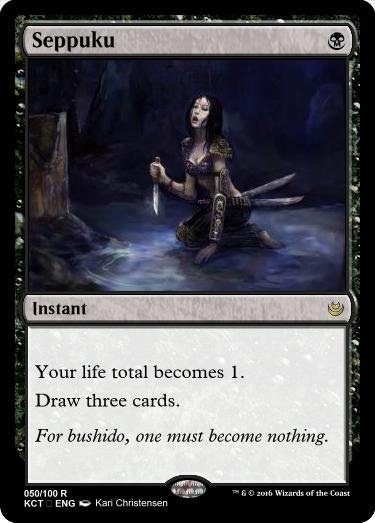 Seppuku
Instant
Your life total becomes 1.
Draw three cards.
For bushido, one must become nothing.
050/100 R
™ & © 2016 Wizards of the Coast
KCT □ ENG Kari Christensen